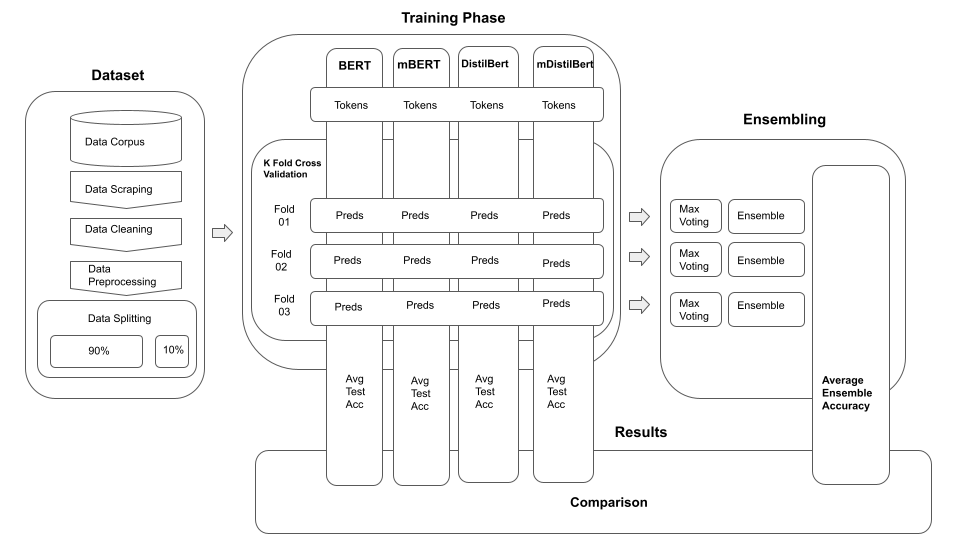 Training Phase
Dataset
Data Corpus
Data Scraping
Data Cleaning
Data
Preprocessing
Data Splitting
90% 10%
BERT mBERT DistilBert mDistilBert
Tokens Tokens Tokens Tokens
K Fold Cross
Validation
Fold
01
Preds Preds Preds Preds
Fold
02
Preds Preds Preds Preds
Fold
03
Preds Preds Preds Preds
Avg Avg Avg Avg
Test Test Test Test
Acc Acc Acc Acc
Ensembling
Max
Voting
Ensemble
Max
Voting
Ensemble
Max
Voting
Ensemble
Average
Ensemble
Accuracy
Results
Comparison